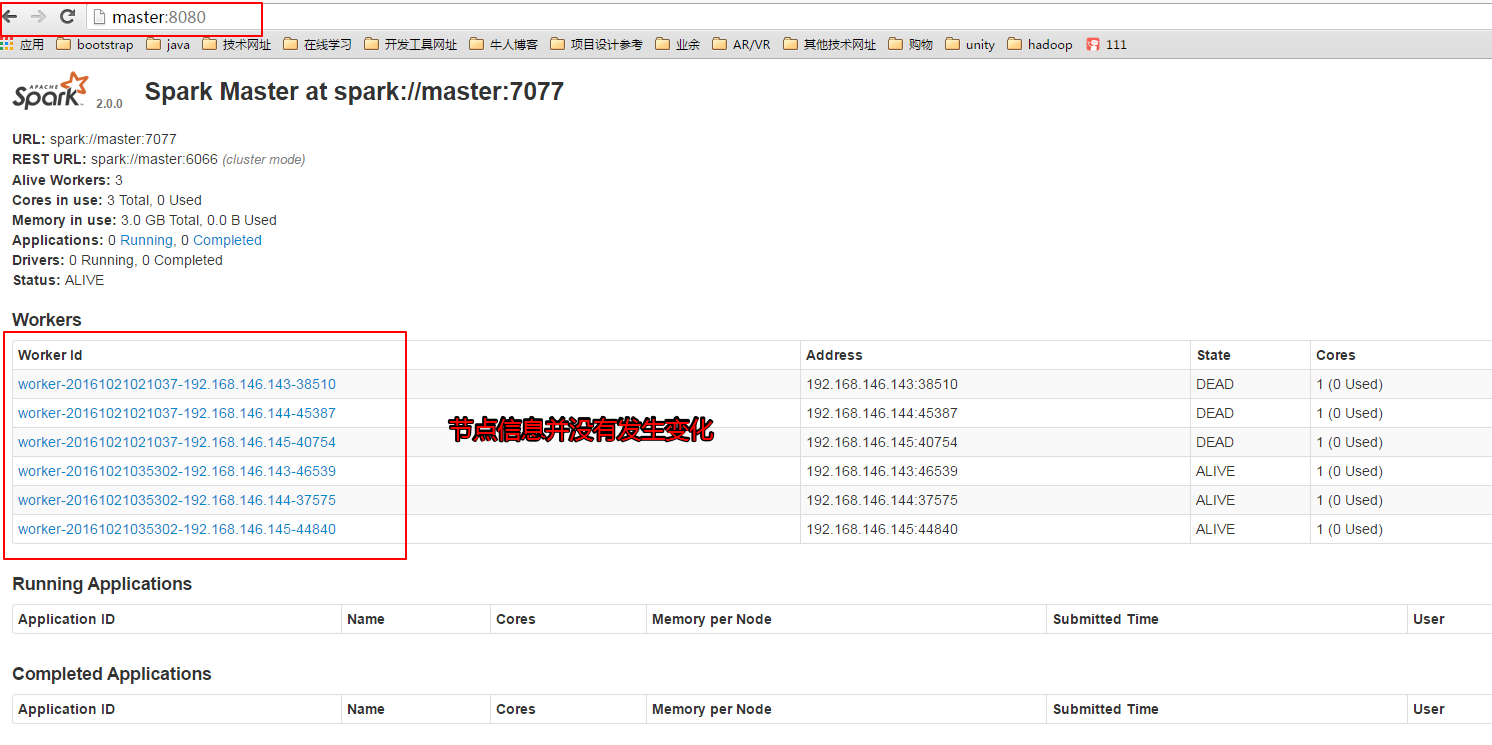 master:8080
应用 bootstrap java 技术网址 在线学习 开发工具网址 牛人博客 项目设计参考 业余 AR/VR 其他技术网址 购物 unity hadoop 111
APACHE Spark 2.0.0 Spark Master at spark://master:7077
URL: spark://master:7077
REST URL: spark://master:6066 (cluster mode)
Alive Workers: 3
Cores in use: 3 Total, 0 Used
Memory in use: 3.0 GB Total, 0.0 B Used
Applications: 0 Running, 0 Completed
Drivers: 0 Running, 0 Completed
Status: ALIVE
Workers
Worker Id Address State Cores
worker-20161021021037-192.168.146.143-38510 192.168.146.143:38510 DEAD 1 (0 Used)
worker-20161021021037-192.168.146.144-45387 192.168.146.144:45387 DEAD 1 (0 Used)
节点信息并没有发生变化
worker-20161021021037-192.168.146.145-40754 192.168.146.145:40754 DEAD 1 (0 Used)
worker-20161021035302-192.168.146.143-46539 192.168.146.143:46539 ALIVE 1 (0 Used)
worker-20161021035302-192.168.146.144-37575 192.168.146.144:37575 ALIVE 1 (0 Used)
worker-20161021035302-192.168.146.145-44840 192.168.146.145:44840 ALIVE 1 (0 Used)
Running Applications
Application ID Name Cores Memory per Node Submitted Time User
Completed Applications
Application ID Name Cores Memory per Node Submitted Time User